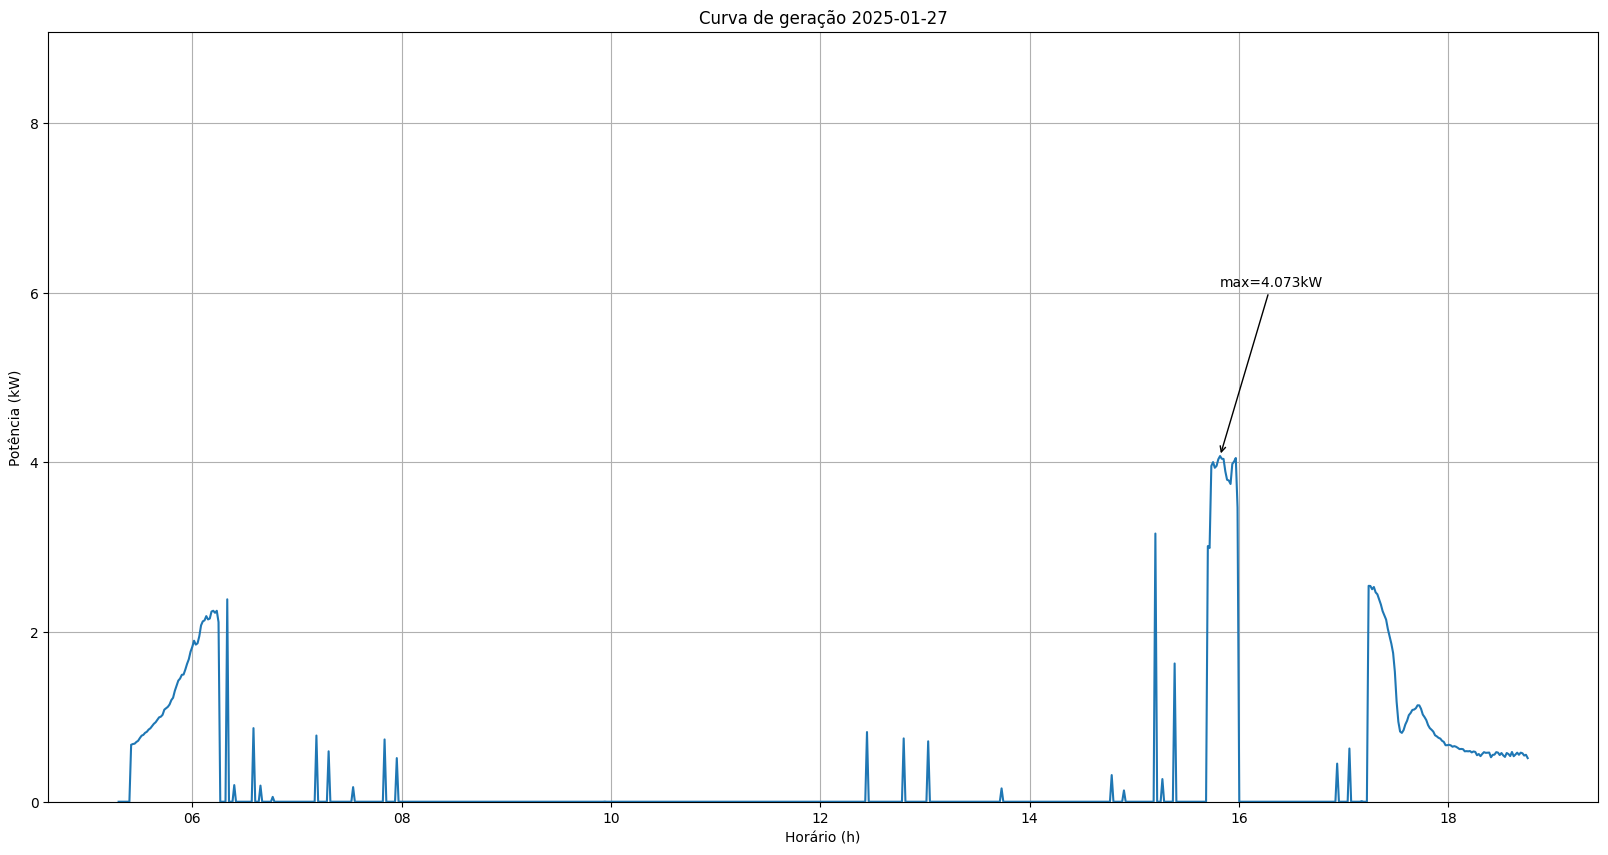 Curva de geração 2025-01-27
8
6
4
2
0
Potência (kW)
max=4.073kW
06 08 10 12 14 16 18
Horário (h)